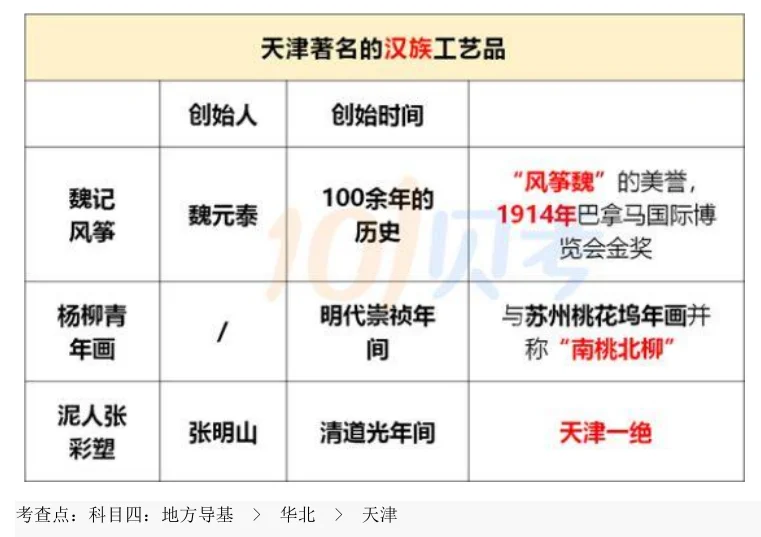 天津著名的汉族工艺品
创始人 创始时间
魏记
风筝
魏元泰
100余年的
历史
“风筝魏”的美誉，
1914年巴拿马国际博
览会金奖
杨柳青
年画
/
明代崇祯年
间
与苏州桃花坞年画并
称“南桃北柳”
泥人张
彩塑
张明山
清道光年间
天津一绝
101贝考
考查点：科目四：地方导基 > 华北 > 天津